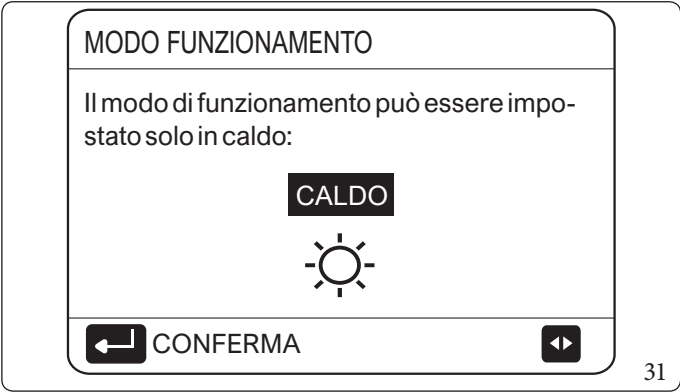 MODO FUNZIONAMENTO
Il modo di funzionamento può essere impo-
stato solo in caldo:
CALDO
CONFERMA
31